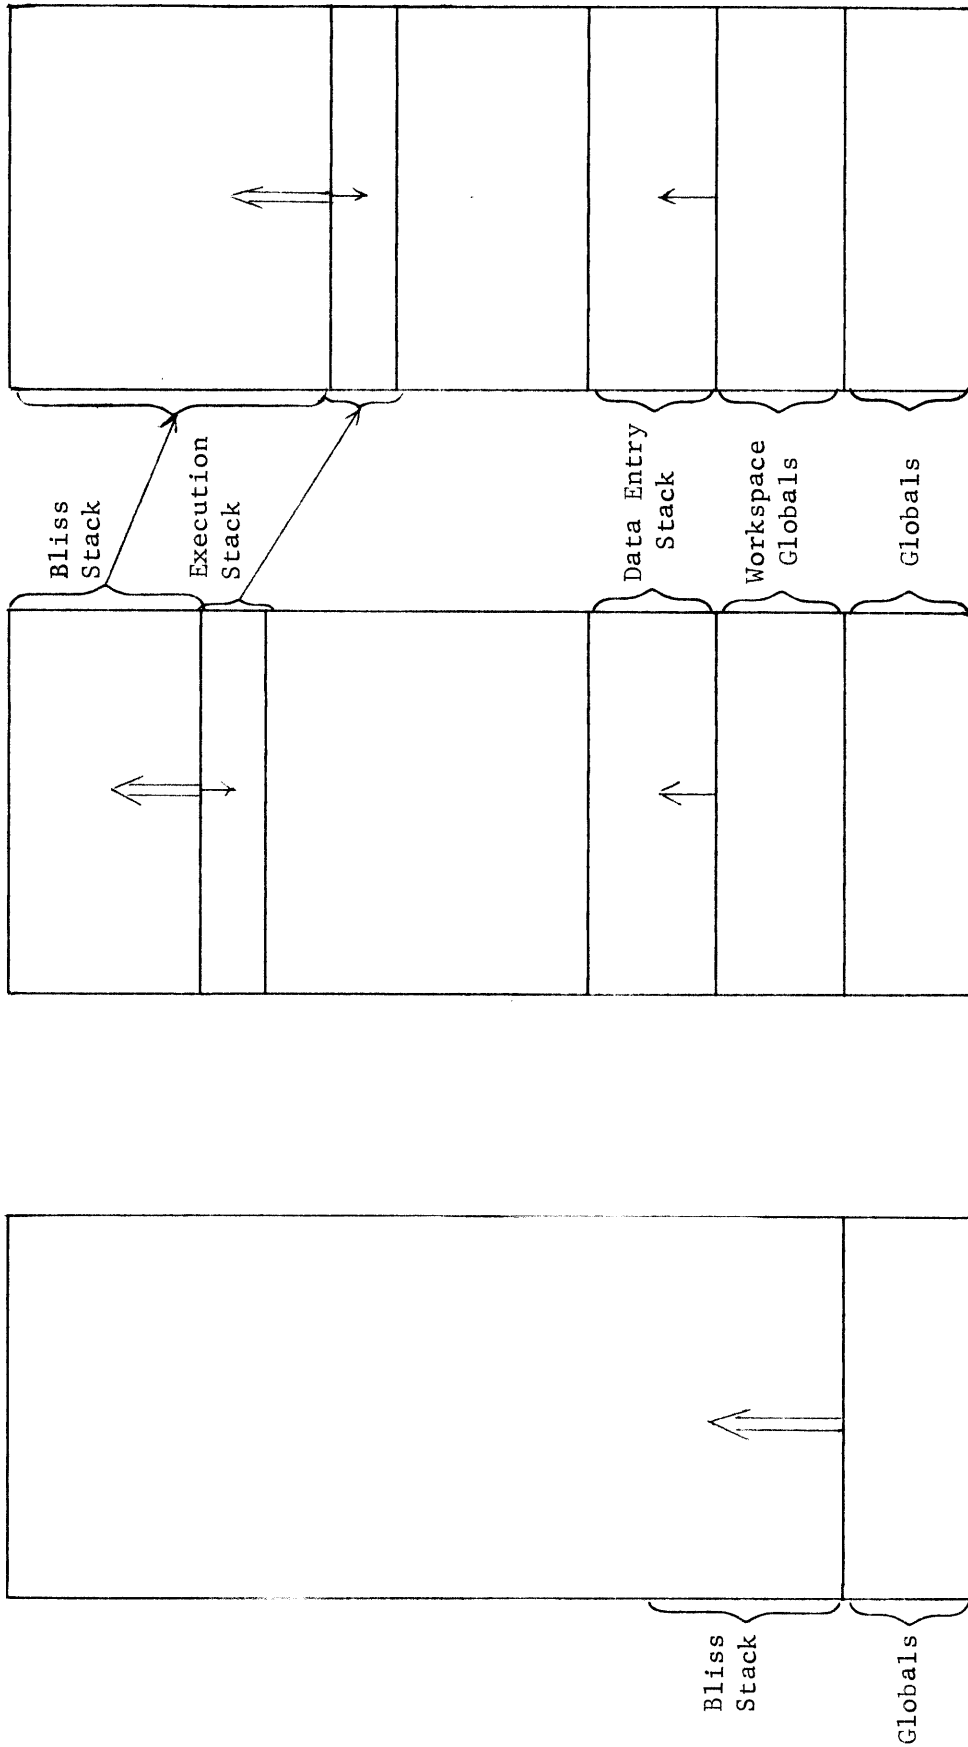 Bliss
Stack
Globals
Bliss
Stack
Execution
Stack
Data Entry
Stack
Workspace
Globals
Globals